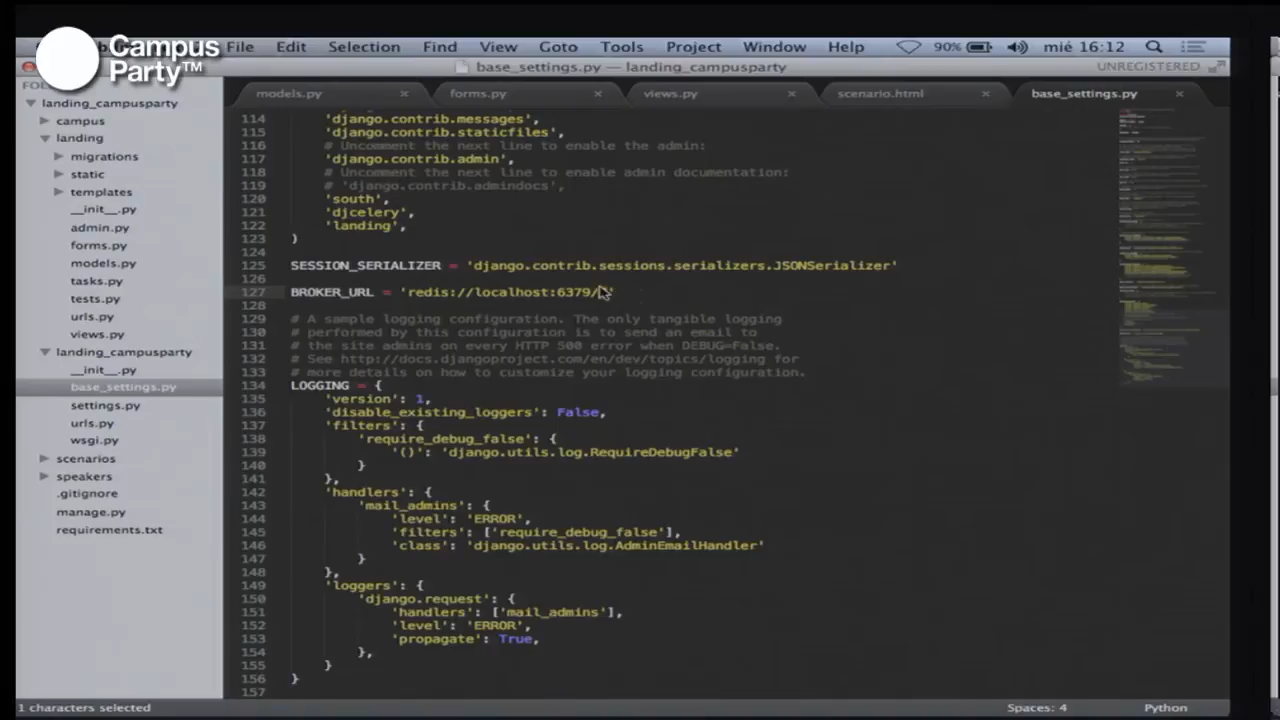 Campus
Party™
File Edit Selection Find View Goto Tools Project Window Help 90% mié 16:12
base_settings.py — landing_campusparty UNREGISTERED
models.py forms.py views.py scenario.html base_settings.py
landing_campusparty
campus
landing
migrations
static
templates
__init__.py
admin.py
forms.py
models.py
tasks.py
tests.py
urls.py
views.py
landing_campusparty
__init__.py
base_settings.py
settings.py
urls.py
wsgi.py
scenarios
speakers
.gitignore
manage.py
requirements.txt
114 'django.contrib.messages',
115 'django.contrib.staticfiles',
116 # Uncomment the next line to enable the admin:
117 'django.contrib.admin',
118 # Uncomment the next line to enable admin documentation:
119 # 'django.contrib.admindocs',
120 'south',
121 'djcelery',
122 'landing',
123 )
124
125 SESSION_SERIALIZER = 'django.contrib.sessions.serializers.JSONSerializer'
126
127 BROKER_URL = 'redis://localhost:6379/
128
129 # A sample logging configuration. The only tangible logging
130 # performed by this configuration is to send an email to
131 # the site admins on every HTTP 500 error when DEBUG=False.
132 # See http://docs.djangoproject.com/en/dev/topics/logging for
133 # more details on how to customize your logging configuration.
134 LOGGING = {
135 'version': 1,
136 'disable_existing_loggers': False,
137 'filters': {
138 'require_debug_false': {
139 '()': 'django.utils.log.RequireDebugFalse'
140 }
141 },
142 'handlers': {
143 'mail_admins': {
144 'level': 'ERROR',
145 'filters': ['require_debug_false'],
146 'class': 'django.utils.log.AdminEmailHandler'
147 }
148 },
149 'loggers': {
150 'django.request': {
151 'handlers': ['mail_admins'],
152 'level': 'ERROR',
153 'propagate': True,
154 },
155 }
156 }
157
1 characters selected Spaces: 4 Python